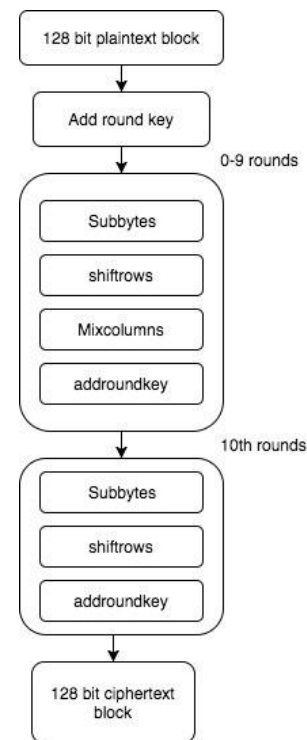 128 bit plaintext block
Add round key
0-9 rounds
Subbytes
shiftrows
Mixcolumns
addroundkey
10th rounds
Subbytes
shiftrows
addroundkey
128 bit ciphertext
block